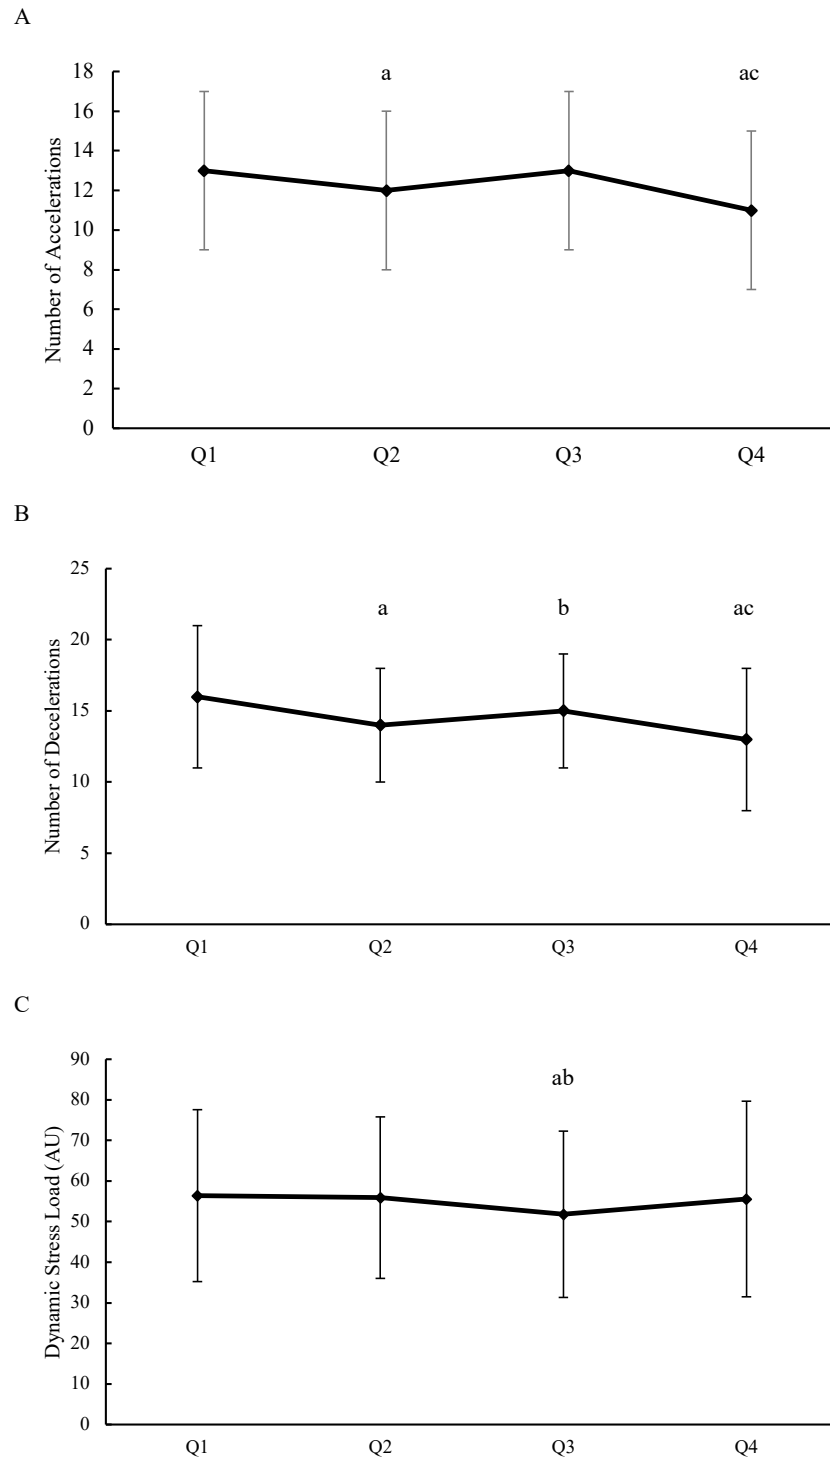 A
18
16
14
12
10
8
6
4
2
0
Number of Accelerations
a
ac
Q1 Q2 Q3 Q4
B
25
20
15
10
5
0
Number of Decelerations
a b ac
Q1 Q2 Q3 Q4
C
90
80
70
60
50
40
30
20
10
0
Dynamic Stress Load (AU)
ab
Q1 Q2 Q3 Q4